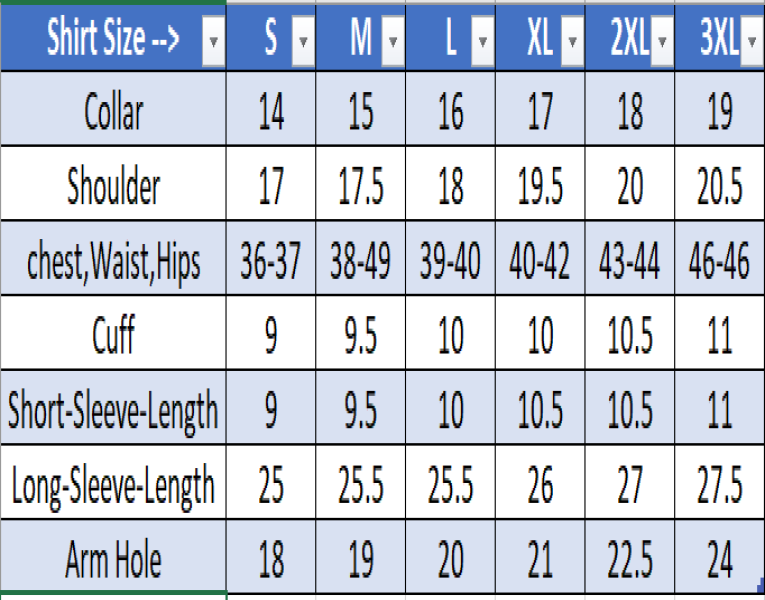 Shirt Size --> S M L XL 2XL 3XL
Collar 14 15 16 17 18 19
Shoulder 17 17.5 18 19.5 20 20.5
chest,Waist,Hips 36-37 38-49 39-40 40-42 43-44 46-46
Cuff 9 9.5 10 10 10.5 11
Short-Sleeve-Length 9 9.5 10 10.5 10.5 11
Long-Sleeve-Length 25 25.5 25.5 26 27 27.5
Arm Hole 18 19 20 21 22.5 24